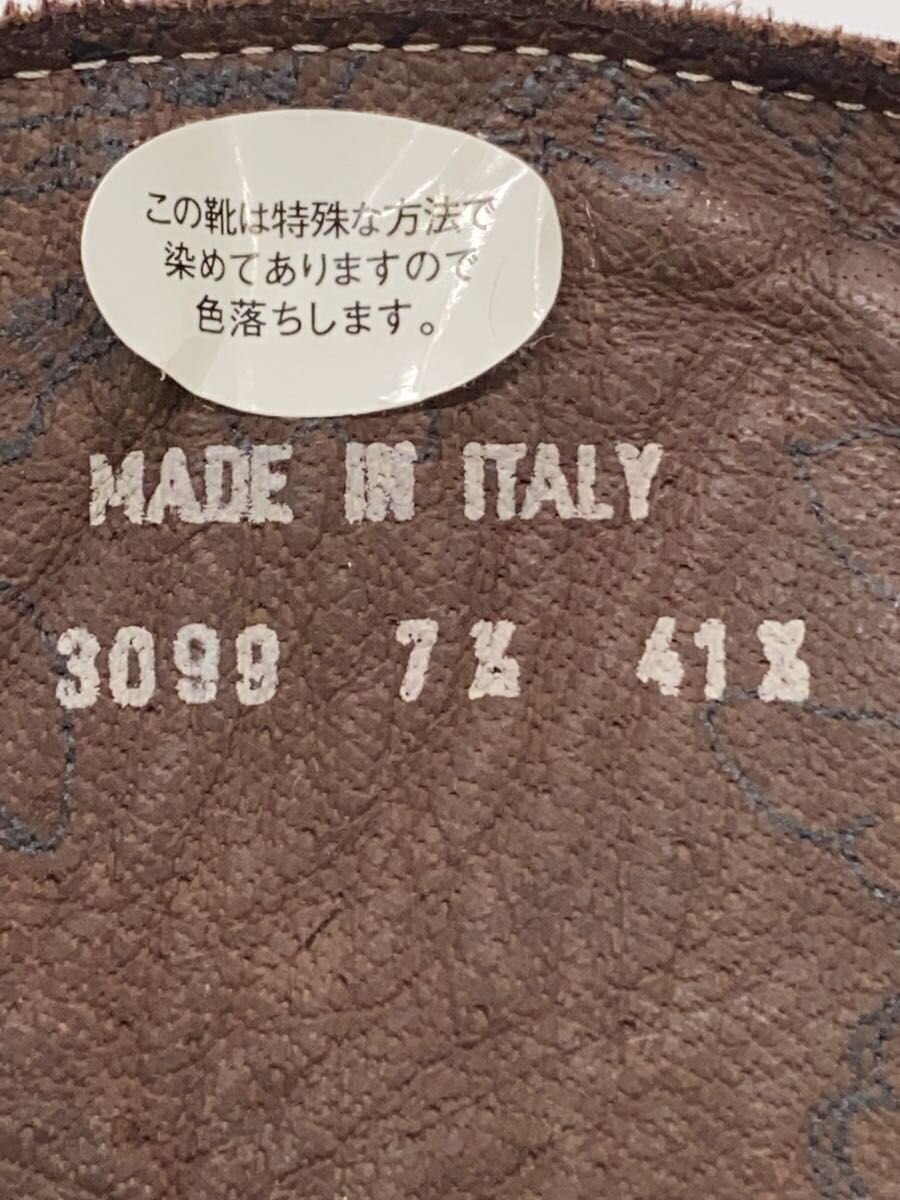 この靴は特殊な方法で
染めてありますので
色落ちします。
MADE IN ITALY
3099 7½ 41½